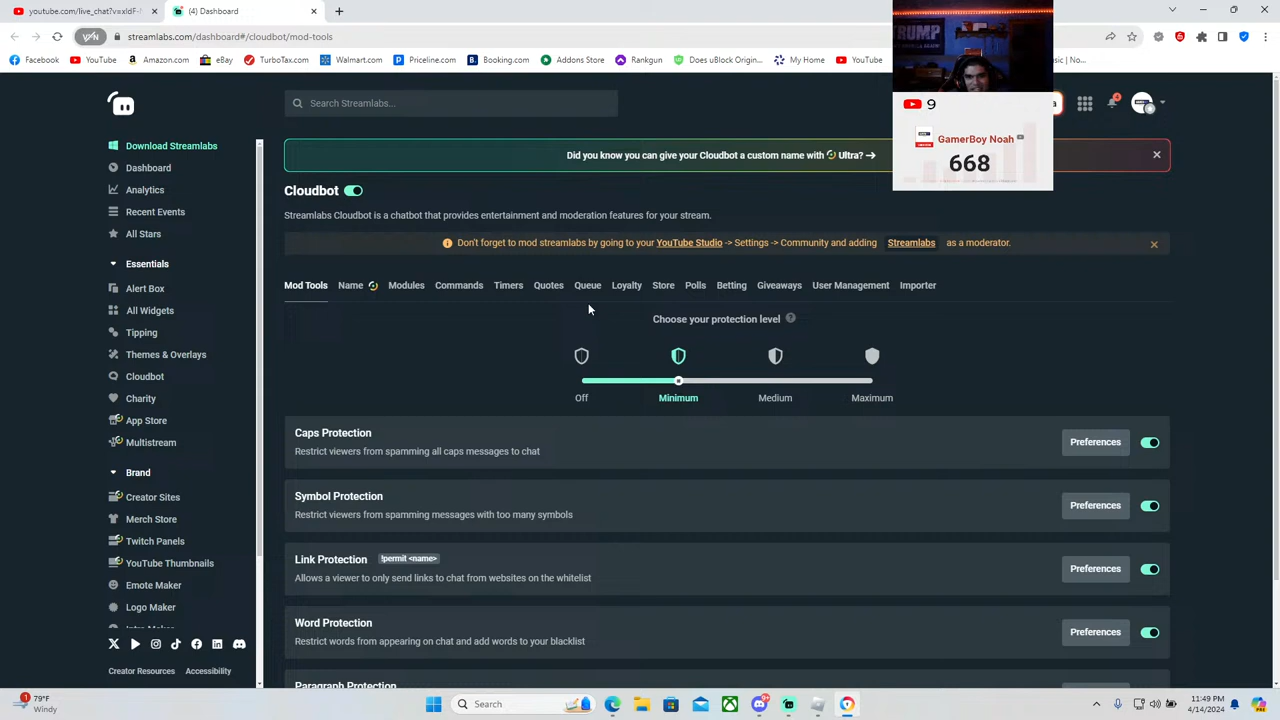 youtube.com/live_chat?v=xldF-
(4) Dashboard
VPN
streamlabs.com/dashboard#/cloudbot/mod-tools
Facebook
YouTube
Amazon.com
eBay
TurboTax.com
Walmart.com
Priceline.com
Booking.com
Addons Store
Rankgun
Does uBlock Origin...
My Home
YouTube
TRUMP
9
GamerBoy Noah
668
Search Streamlabs...
4
Did you know you can give your Cloudbot a custom name with Ultra? →
Download Streamlabs
Dashboard
Analytics
Recent Events
All Stars
Essentials
Alert Box
All Widgets
Tipping
Themes & Overlays
Cloudbot
Charity
App Store
Multistream
Brand
Creator Sites
Merch Store
Twitch Panels
YouTube Thumbnails
Emote Maker
Logo Maker
Creator Resources
Accessibility
Cloudbot
Streamlabs Cloudbot is a chatbot that provides entertainment and moderation features for your stream.
Don't forget to mod streamlabs by going to your YouTube Studio -> Settings -> Community and adding Streamlabs as a moderator.
Mod Tools Name Modules Commands Timers Quotes Queue Loyalty Store Polls Betting Giveaways User Management Importer
Choose your protection level
Off Minimum Medium Maximum
Caps Protection
Restrict viewers from spamming all caps messages to chat
Preferences
Symbol Protection
Restrict viewers from spamming messages with too many symbols
Preferences
Link Protection !permit <name>
Allows a viewer to only send links to chat from websites on the whitelist
Preferences
Word Protection
Restrict words from appearing on chat and add words to your blacklist
Preferences
Paragraph Protection
1
79°F
Windy
Search
9+
11:49 PM
4/14/2024